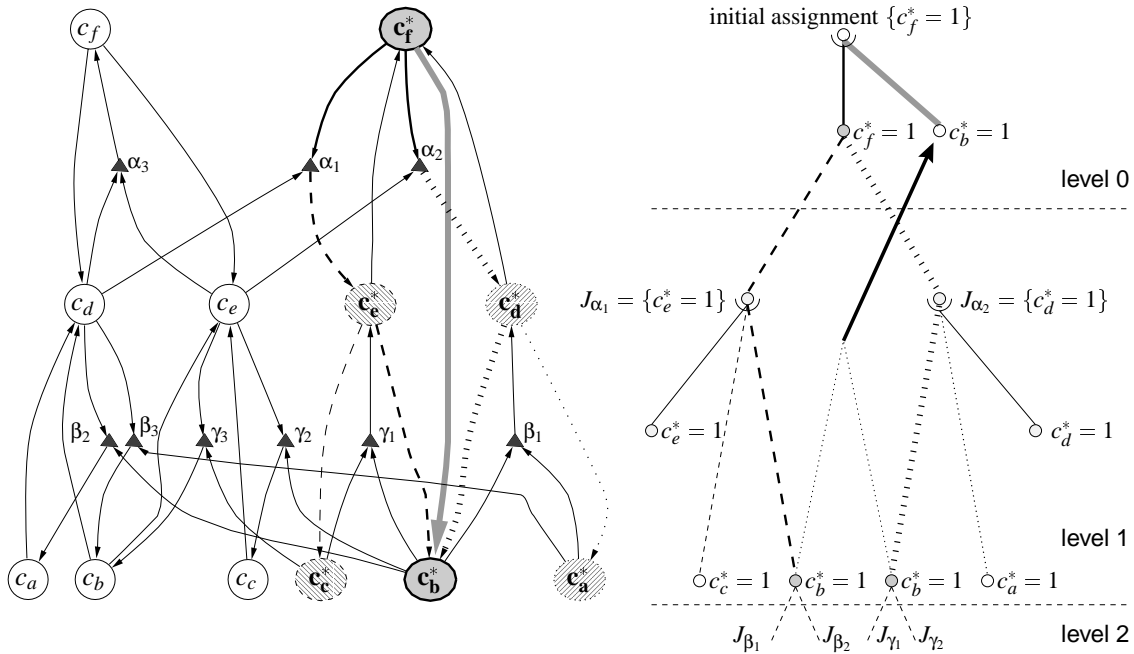 initial assignment {c*_f = 1}
c_f
c*_f
c*_f = 1
c*_b = 1
α_3
α_1
α_2
level 0
c_d
c_e
c*_e
c*_d
J_α1 = {c*_e = 1}
J_α2 = {c*_d = 1}
β_2
β_3
γ_3
γ_2
γ_1
β_1
c*_e = 1
c*_d = 1
level 1
c_a
c_b
c_c
c*_c
c*_b
c*_a
c*_c = 1
c*_b = 1
c*_b = 1
c*_a = 1
J_β1
J_β2
J_γ1
J_γ2
level 2